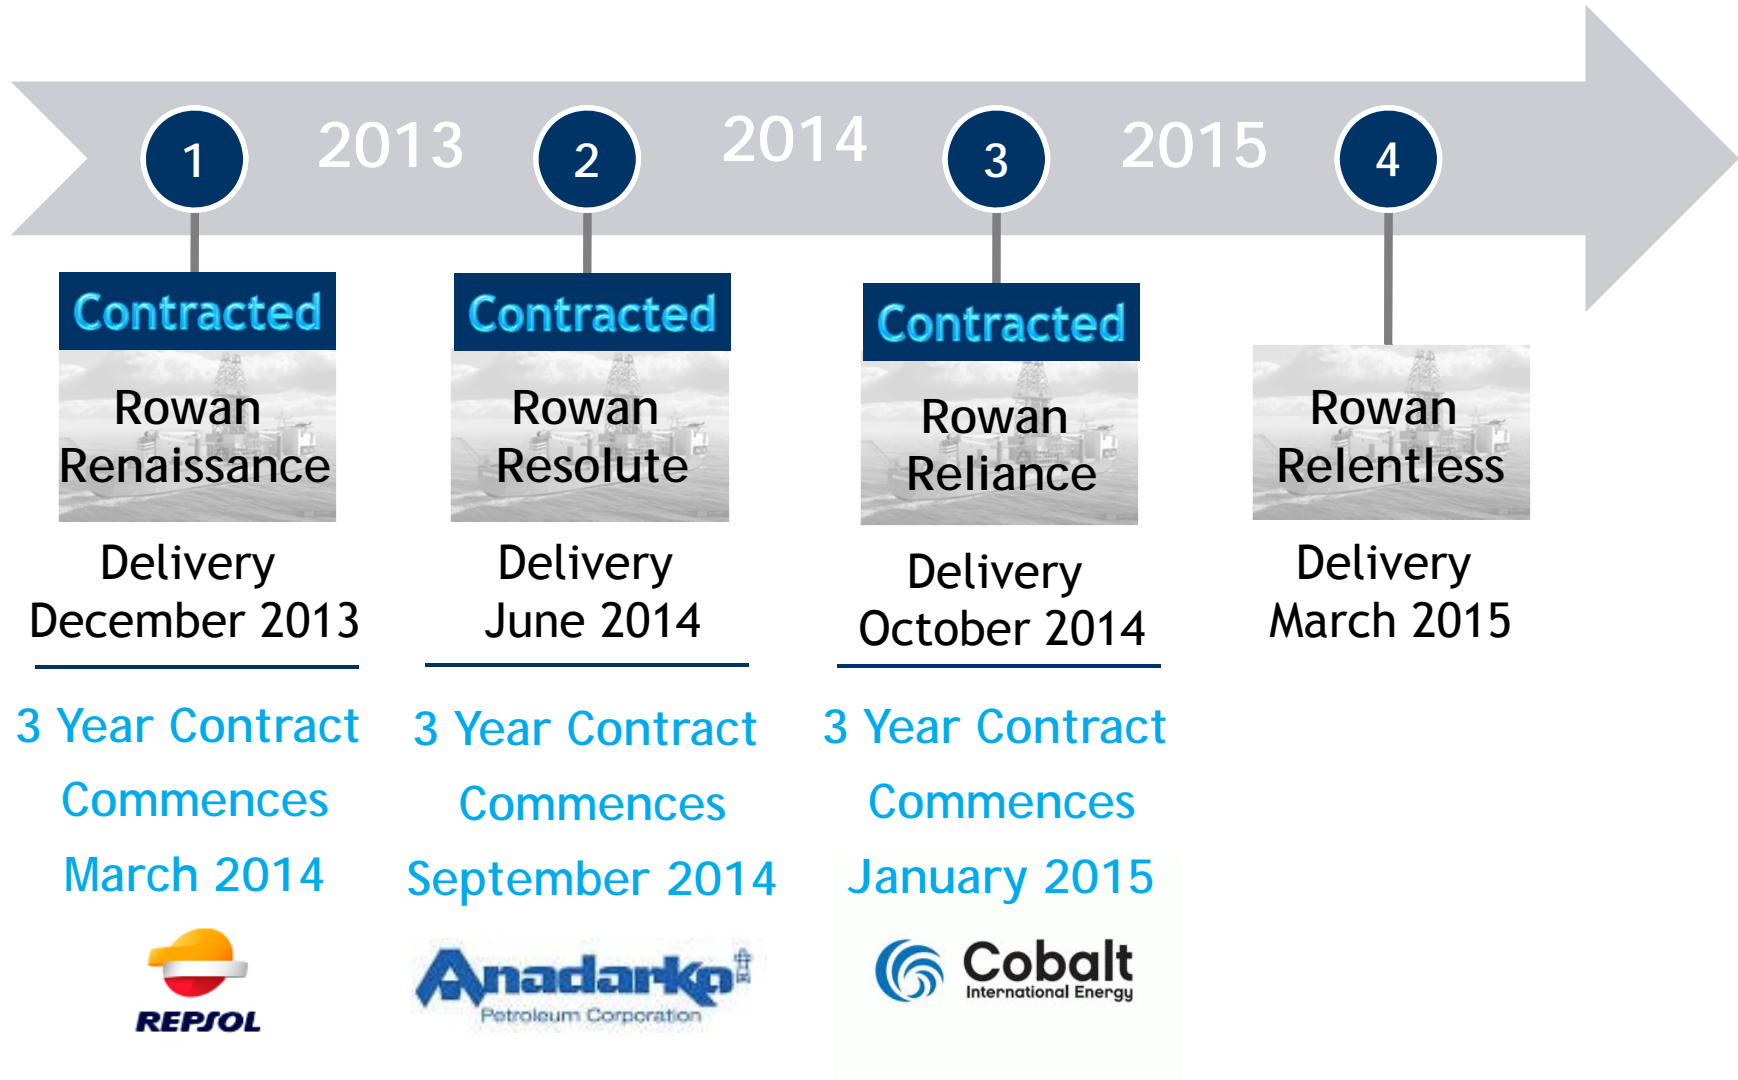 1
2013
2
2014
3
2015
4
Contracted
Rowan
Renaissance
Delivery
December 2013
3 Year Contract
Commences
March 2014
REPSOL
Contracted
Rowan
Resolute
Delivery
June 2014
3 Year Contract
Commences
September 2014
Anadarko
Petroleum Corporation
Contracted
Rowan
Reliance
Delivery
October 2014
3 Year Contract
Commences
January 2015
Cobalt
International Energy
Rowan
Relentless
Delivery
March 2015